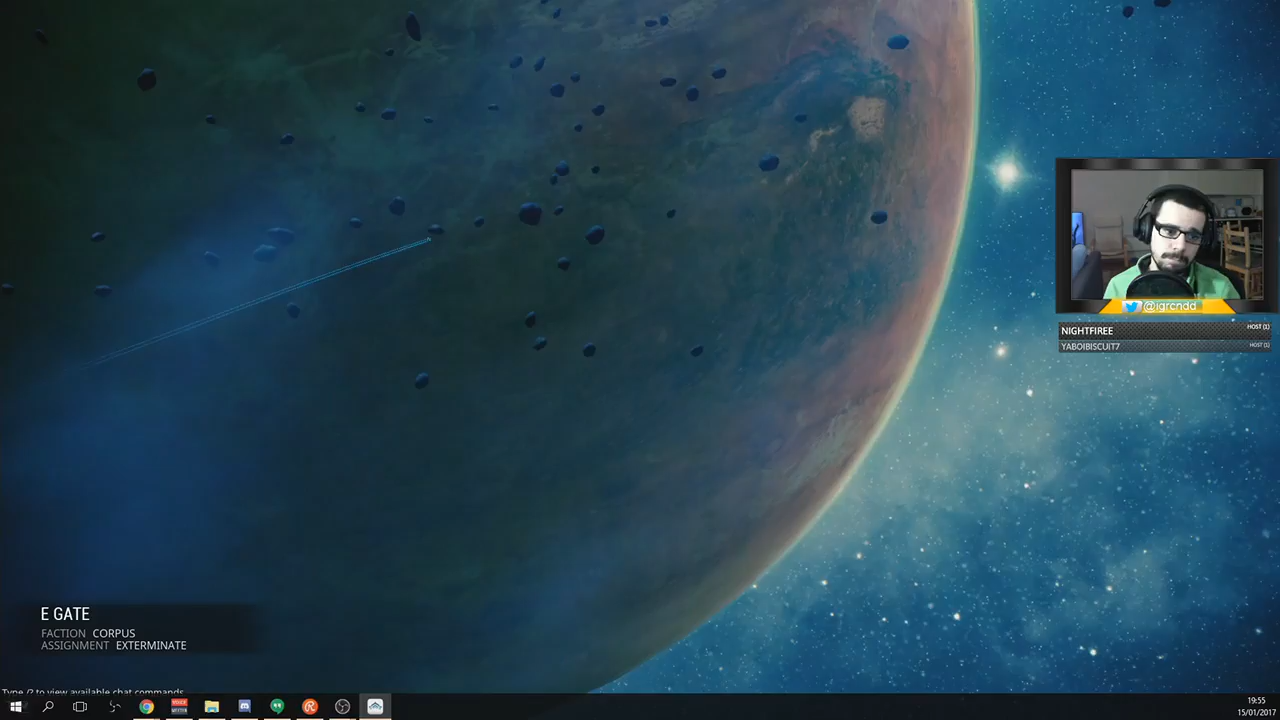 @igrcndd
NIGHTFIREE HOST (1)
YABOIBISCUIT7 HOST (1)
E GATE
FACTION CORPUS
ASSIGNMENT EXTERMINATE
Type /? to view available chat commands
19:55
15/01/2017